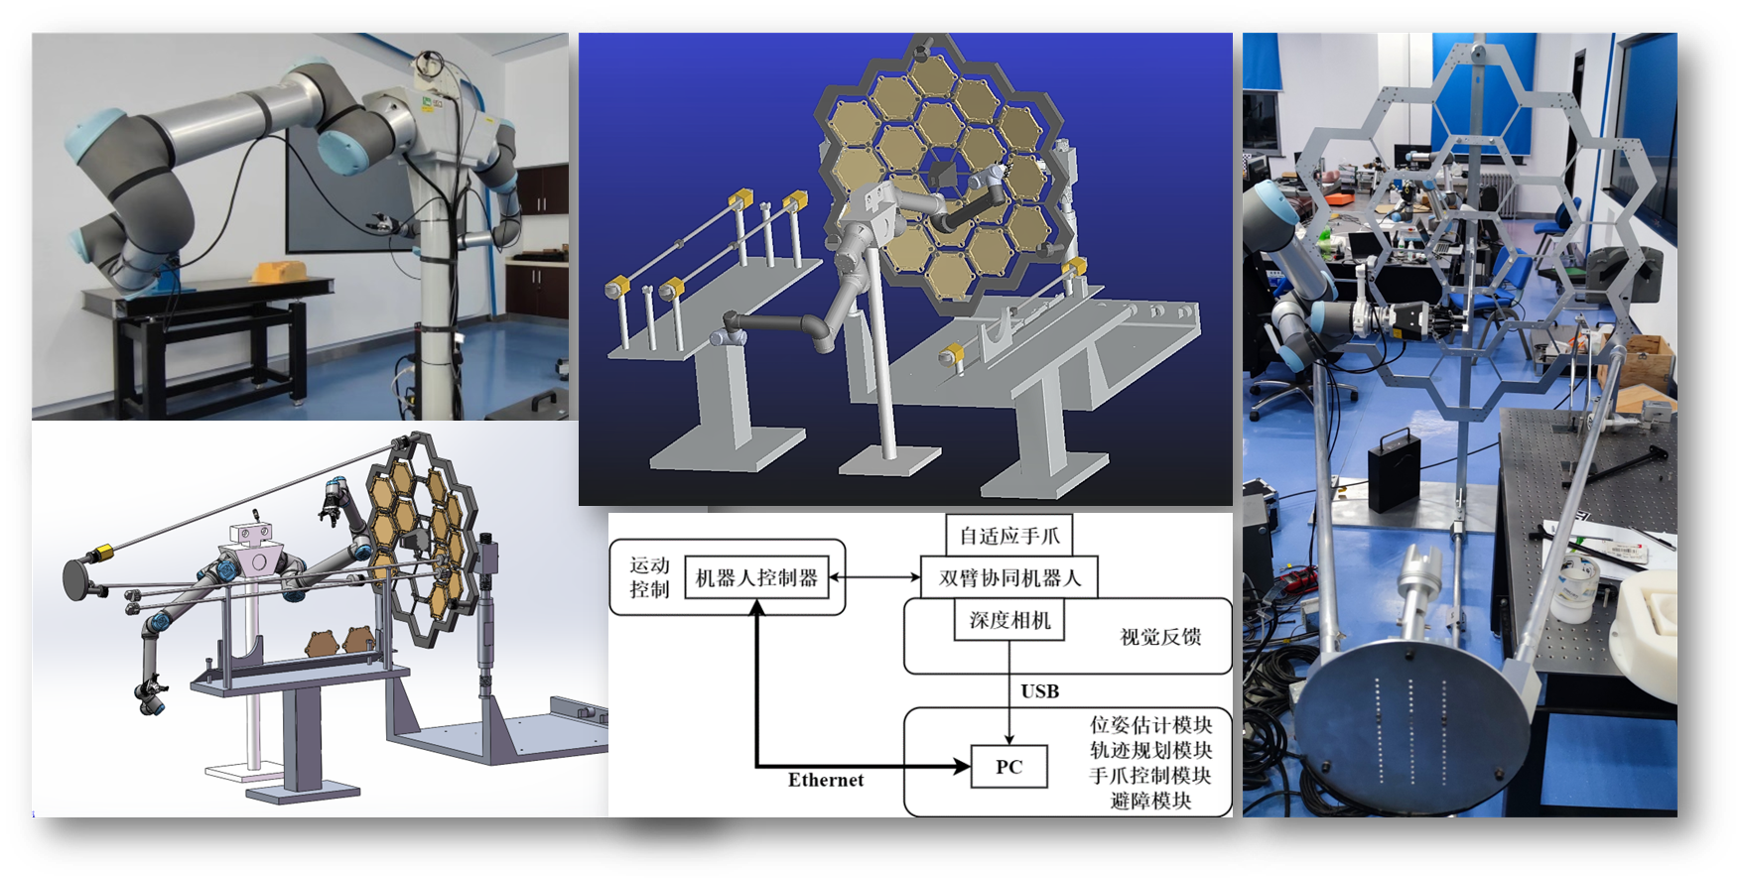 自适应手爪
运动
控制
机器人控制器
双臂协同机器人
深度相机
视觉反馈
USB
位姿估计模块
轨迹规划模块
手爪控制模块
避障模块
PC
Ethernet